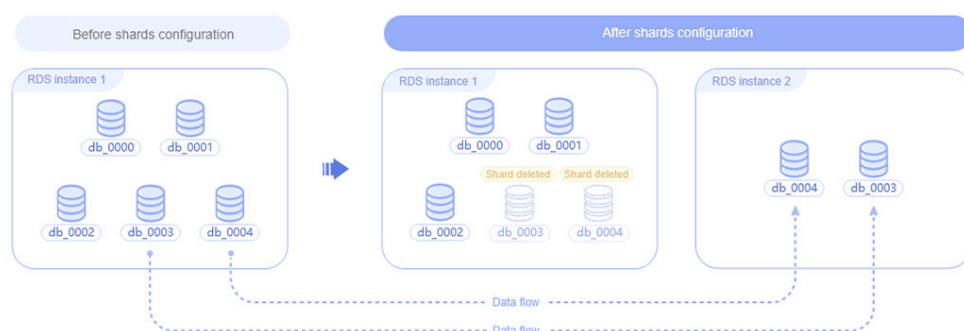 Before shards configuration
After shards configuration
RDS instance 1
db_0000
db_0001
db_0002
db_0003
db_0004
RDS instance 1
db_0000
db_0001
Shard deleted
Shard deleted
db_0002
db_0003
db_0004
RDS instance 2
db_0004
db_0003
Data flow
Data flow